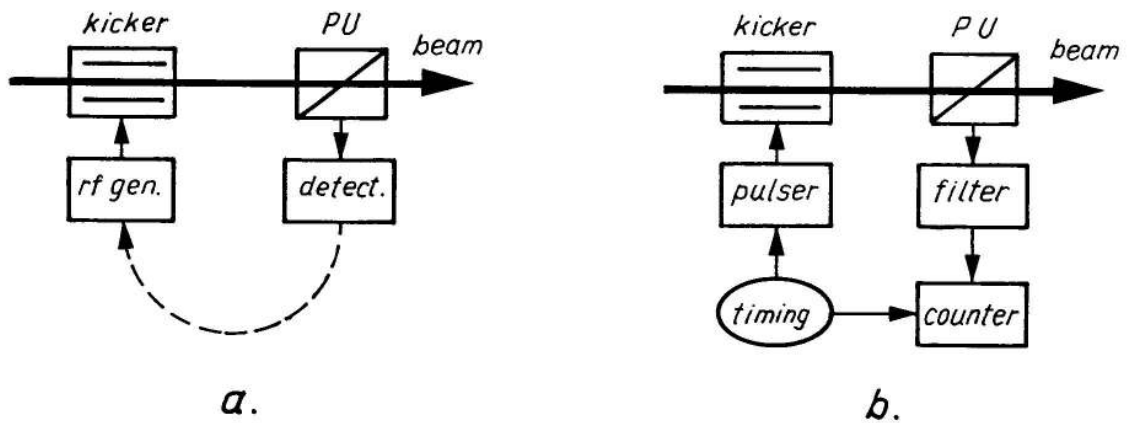 kicker
PU
beam
rf gen.
detect.
a.
kicker
PU
beam
pulser
filter
timing
counter
b.